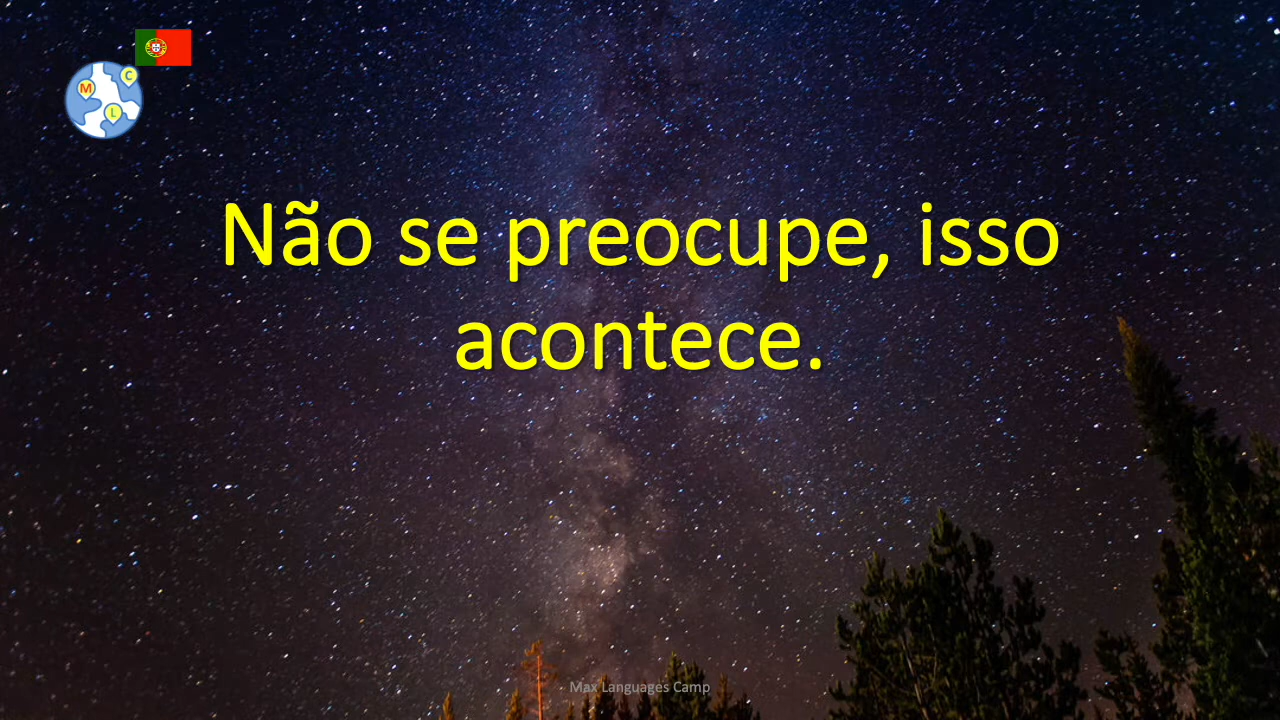 C
M
L
Não se preocupe, isso
acontece.
Max Languages Camp